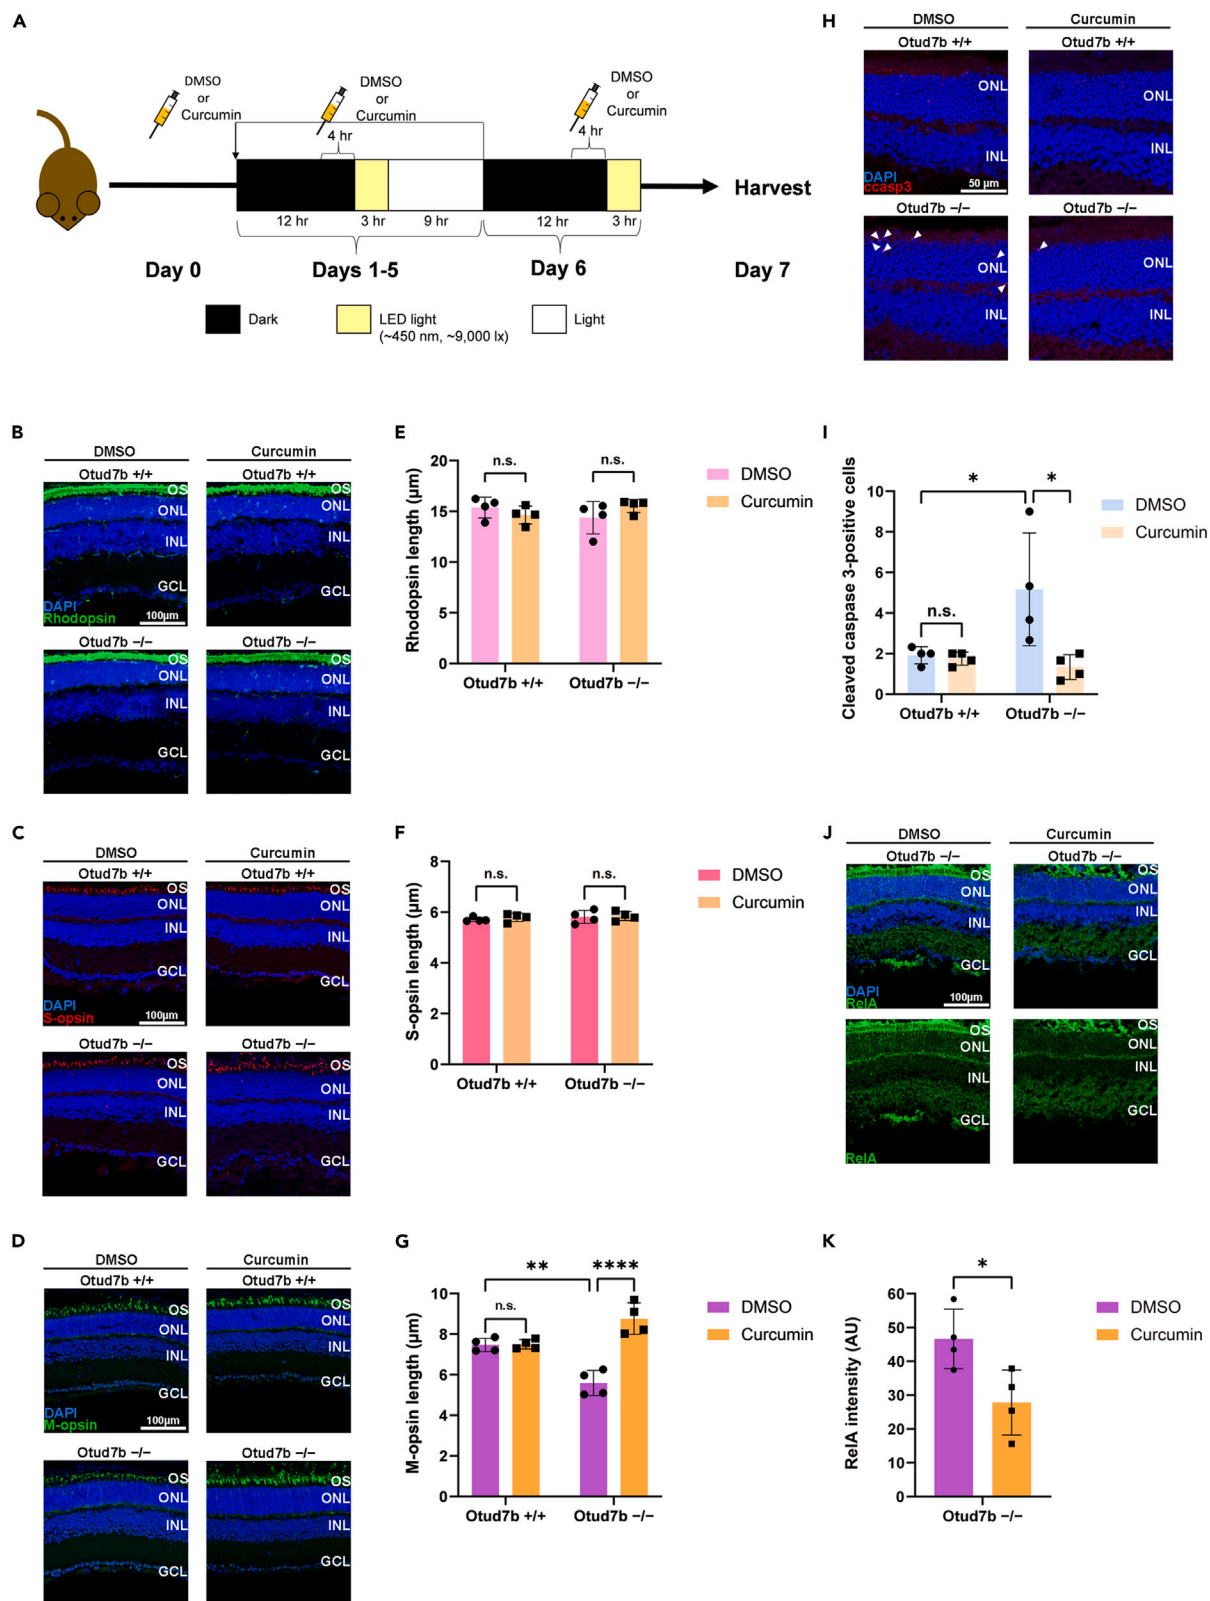 A
DMSO
or
Curcumin
DMSO
or
Curcumin
4 hr
DMSO
or
Curcumin
4 hr
Harvest
12 hr
3 hr
9 hr
12 hr
3 hr
Day 0
Days 1-5
Day 6
Day 7
Dark
LED light
(~450 nm, ~9,000 lx)
Light
H
DMSO
Curcumin
Otud7b +/+
Otud7b +/+
ONL
INL
DAPI
ccasp3
50 µm
ONL
INL
Otud7b −/−
Otud7b −/−
ONL
INL
ONL
INL
B
DMSO
Curcumin
Otud7b +/+
Otud7b +/+
OS
ONL
INL
GCL
DAPI
Rhodopsin
100µm
OS
ONL
INL
GCL
Otud7b −/−
Otud7b −/−
OS
ONL
INL
GCL
OS
ONL
INL
GCL
E
Rhodopsin length (µm)
20
15
10
5
0
n.s.
n.s.
Otud7b +/+
Otud7b −/−
DMSO
Curcumin
I
Cleaved caspase 3-positive cells
10
8
6
4
2
0
*
*
n.s.
Otud7b +/+
Otud7b −/−
DMSO
Curcumin
C
DMSO
Curcumin
Otud7b +/+
Otud7b +/+
OS
ONL
INL
GCL
DAPI
S-opsin
100µm
OS
ONL
INL
GCL
Otud7b −/−
Otud7b −/−
OS
ONL
INL
GCL
OS
ONL
INL
GCL
F
S-opsin length (µm)
8
6
4
2
0
n.s.
n.s.
Otud7b +/+
Otud7b −/−
DMSO
Curcumin
J
DMSO
Curcumin
Otud7b −/−
Otud7b −/−
OS
ONL
INL
GCL
DAPI
RelA
100µm
OS
ONL
INL
GCL
OS
ONL
INL
GCL
RelA
OS
ONL
INL
GCL
D
DMSO
Curcumin
Otud7b +/+
Otud7b +/+
OS
ONL
INL
GCL
DAPI
M-opsin
100µm
OS
ONL
INL
GCL
Otud7b −/−
Otud7b −/−
OS
ONL
INL
GCL
OS
ONL
INL
GCL
G
M-opsin length (µm)
10
8
6
4
2
0
**
****
n.s.
Otud7b +/+
Otud7b −/−
DMSO
Curcumin
K
RelA intensity (AU)
60
50
40
30
20
10
0
*
Otud7b −/−
DMSO
Curcumin